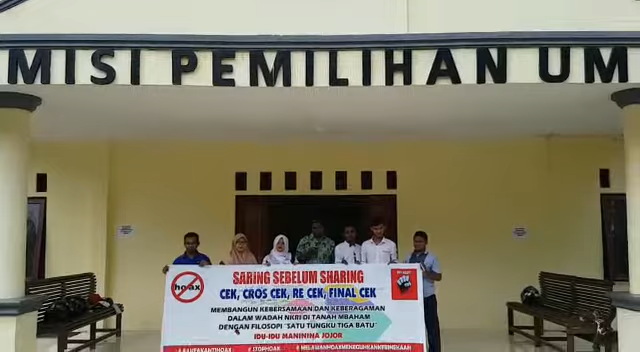 MISI PEMILIHAN UM
hoax
SARING SEBELUM SHARING
CEK, CROS CEK, RE CEK, FINAL CEK
MEMBANGUN KEBERSAMAAN DAN KEBERAGAMAN
DALAM WADAH NKRI DI TANAH MBAHAM
DENGAN FILOSOFI "SATU TUNGKU TIGA BATU"
IDU-IDU MANININA JOJOR